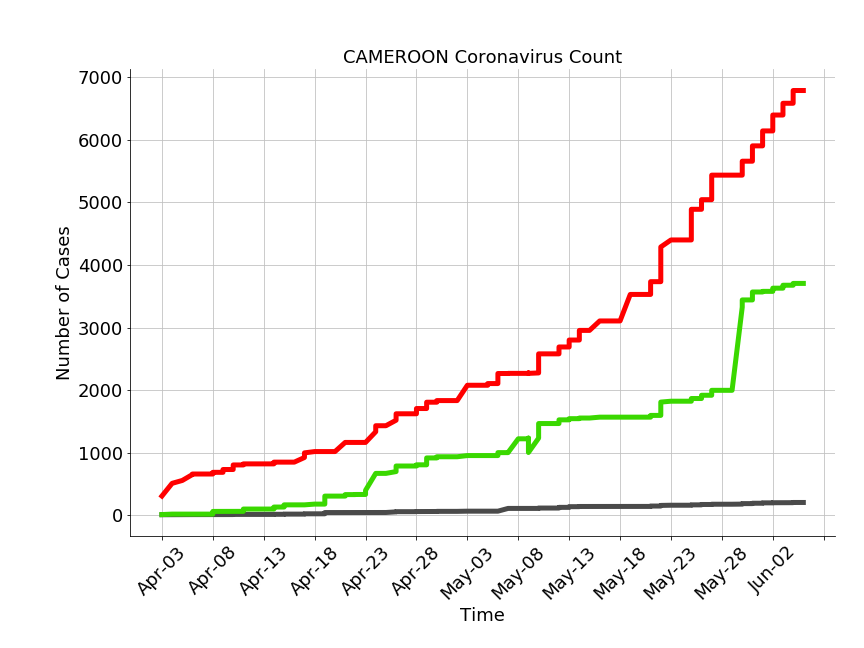 CAMEROON Coronavirus Count
7000
6000
5000
4000
3000
2000
1000
0
Number of Cases
Apr-03
Apr-08
Apr-13
Apr-18
Apr-23
Apr-28
May-03
May-08
May-13
May-18
May-23
May-28
Jun-02
Time